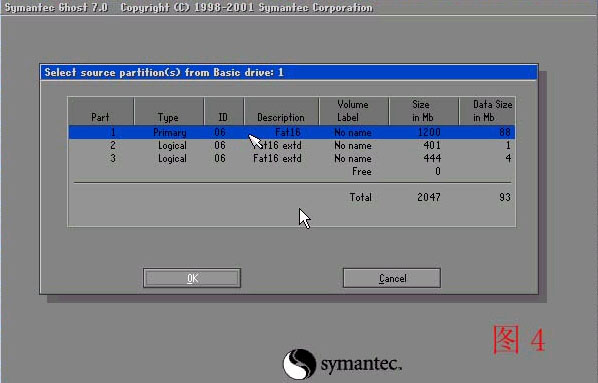 Symantec Ghost 7.0 Copyright (C) 1998-2001 Symantec Corporation
Select source partition(s) from Basic drive: 1
Part Type ID Description Volume Label Size in Mb Data Size in Mb
1 Primary 06 Fat16 No name 1200 88
2 Logical 06 Fat16 extd No name 401 1
3 Logical 06 Fat16 extd No name 444 4
Free 0
Total 2047 93
OK Cancel
图 4
symantec.